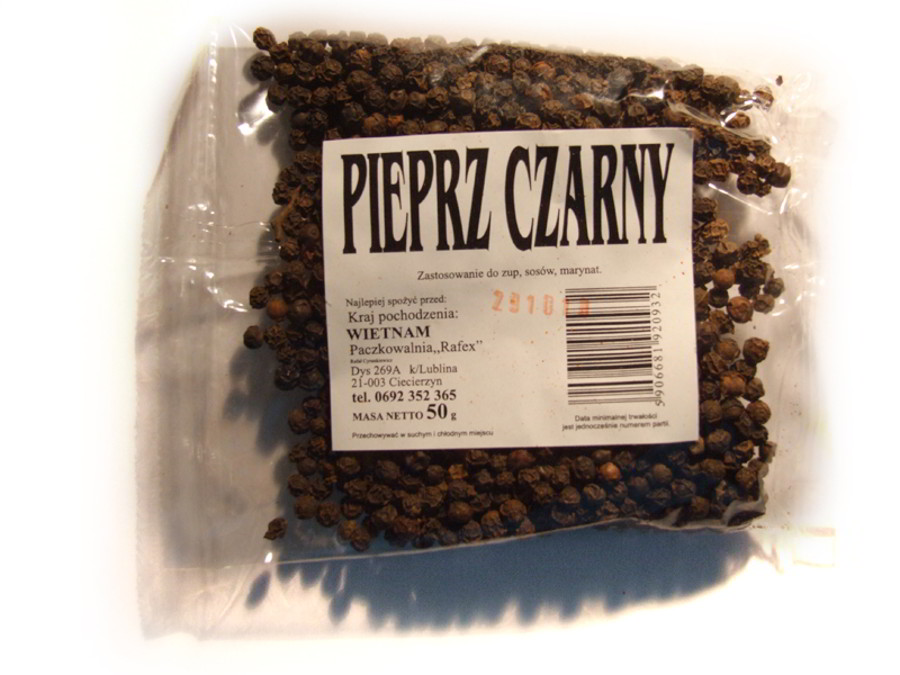 PIEPRZ CZARNY
Zastosowanie do zup, sosów, marynat.
Najlepiej spożyć przed:
Kraj pochodzenia:
WIETNAM
Paczkowalnia,,Rafex"
Dys 269A k/Lublina
21-003 Ciecierzyn
tel. 0692 352 365
MASA NETTO 50 g
Przechowywać w suchym i chłodnym miejscu
5906681920932
Data minimalnej trwałości
jest jednocześnie numerem partii.